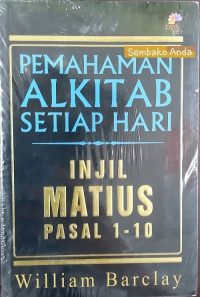 Sembako Anda
PEMAHAMAN
ALKITAB
SETIAP HARI
INJIL
MATIUS
PASAL 1-10
William Barclay